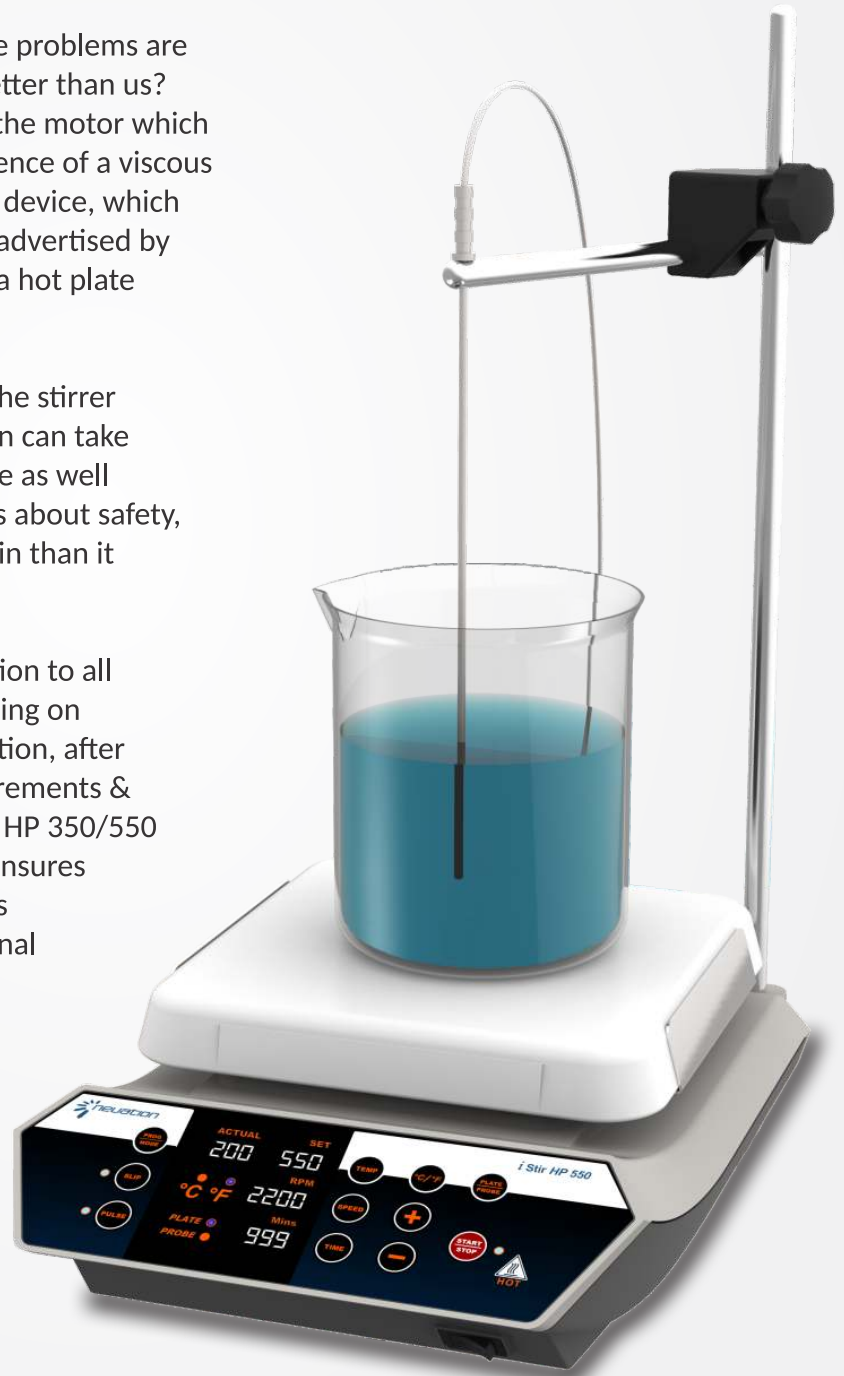 e problems are
etter than us?
the motor which
ence of a viscous
device, which
advertised by
a hot plate
he stirrer
n can take
e as well
s about safety,
in than it
tion to all
ing on
tion, after
rements &
HP 350/550
ensures
s
nal
neuation
PROG
MODE
SLIP
PULSE
ACTUAL SET
200 550
RPM
°C °F 2200
PLATE Mins
PROBE 999
i Stir HP 550
TEMP °C/°F PLATE
PROBE
SPEED +
TIME -
START
STOP
HOT